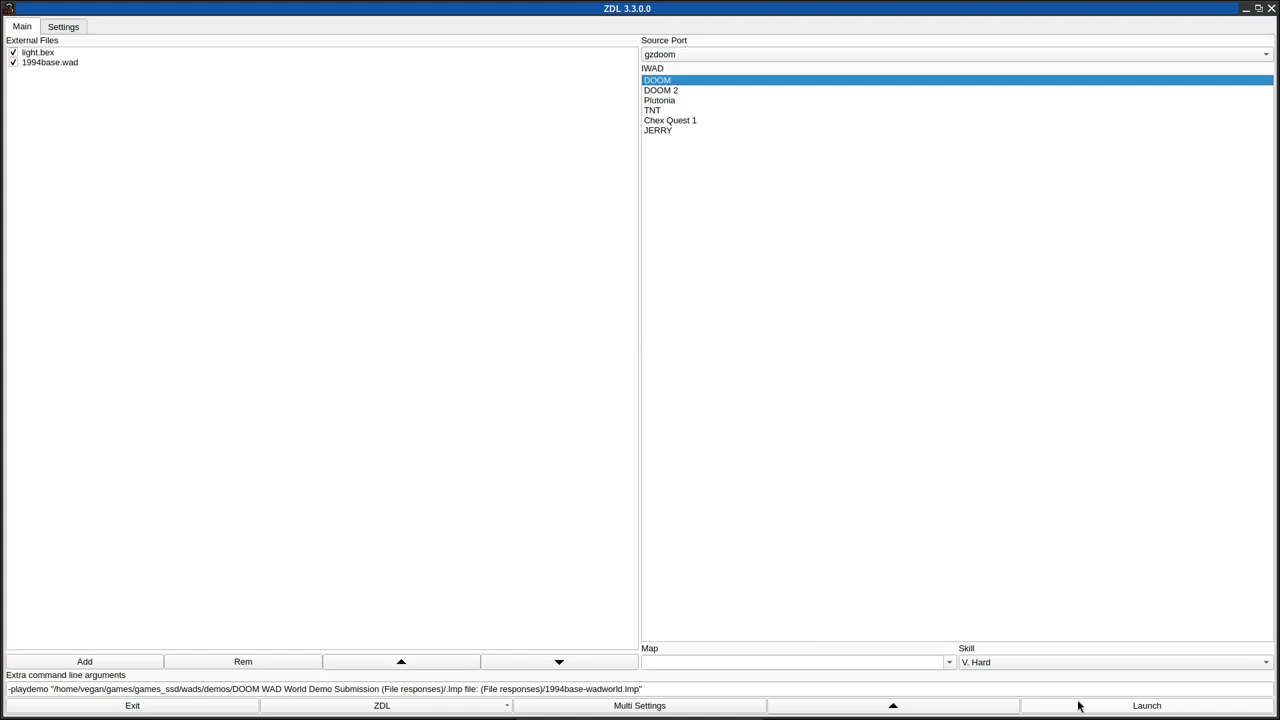 ZDL 3.3.0.0
Main Settings
External Files
light.bex
1994base.wad
Source Port
gzdoom
IWAD
DOOM
DOOM 2
Plutonia
TNT
Chex Quest 1
JERRY
Map Skill
V. Hard
Add Rem
Extra command line arguments
-playdemo "/home/vegan/games/games_ssd/wads/demos/DOOM WAD World Demo Submission (File responses)/.lmp file: (File responses)/1994base-wadworld.lmp"
Exit ZDL Multi Settings Launch